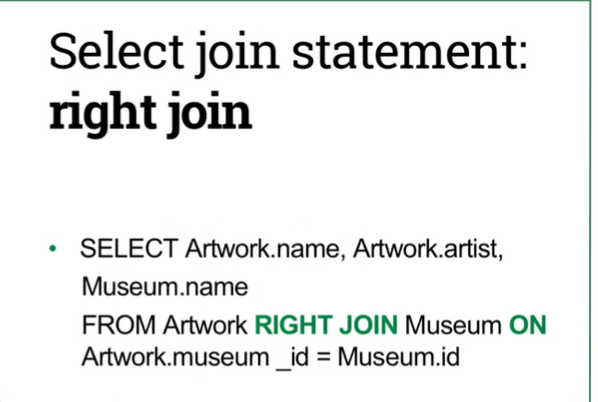 Select join statement:
right join
• SELECT Artwork.name, Artwork.artist,
Museum.name
FROM Artwork RIGHT JOIN Museum ON
Artwork.museum _id = Museum.id